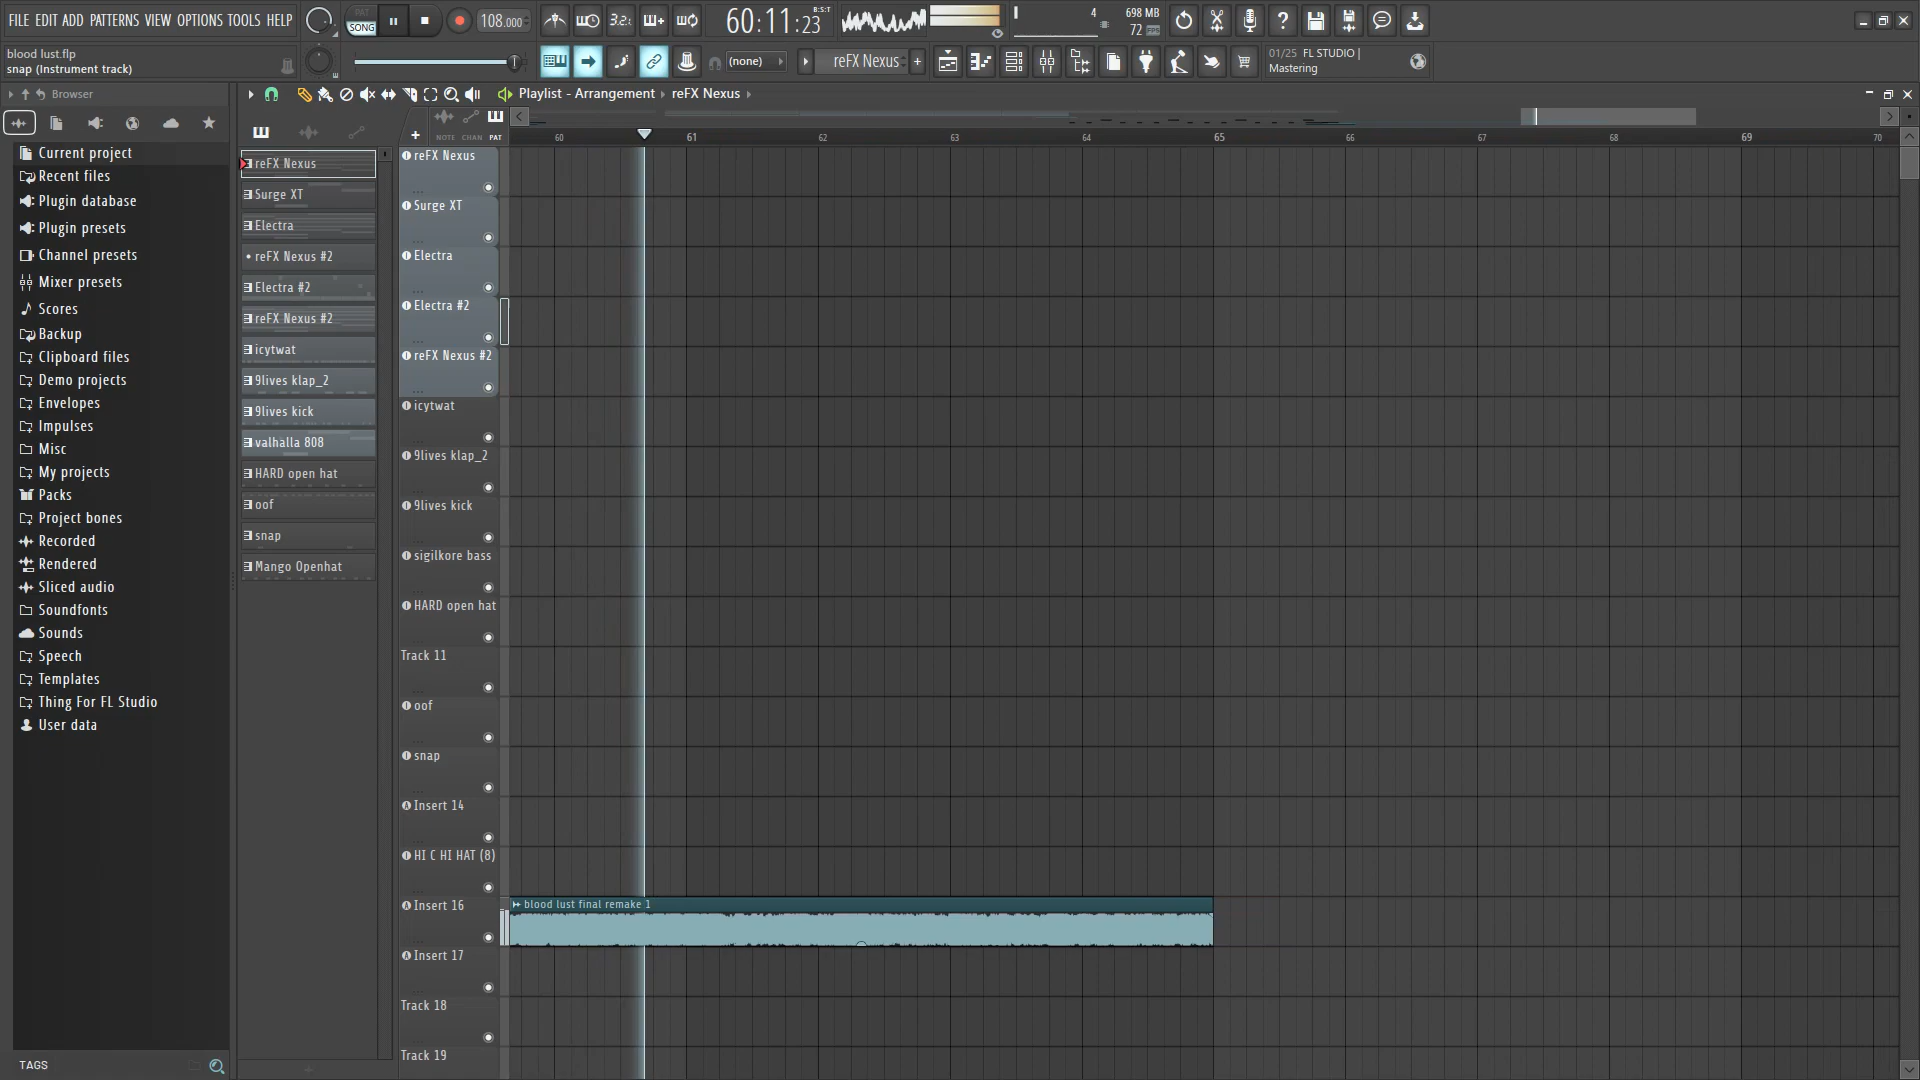 FILE EDIT ADD PATTERNS VIEW OPTIONS TOOLS HELP
PAT
SONG
108.000
3.2.
60:11:23
B:S:T
4
698 MB
72
blood lust.flp
snap (Instrument track)
(none)
reFX Nexus
01/25 FL STUDIO |
Mastering
Browser
Playlist - Arrangement › reFX Nexus ›
NOTE CHAN PAT
60 61 62 63 64 65 66 67 68 69 70
Current project
Recent files
Plugin database
Plugin presets
Channel presets
Mixer presets
Scores
Backup
Clipboard files
Demo projects
Envelopes
Impulses
Misc
My projects
Packs
Project bones
Recorded
Rendered
Sliced audio
Soundfonts
Sounds
Speech
Templates
Thing For FL Studio
User data
TAGS
reFX Nexus
Surge XT
Electra
reFX Nexus #2
Electra #2
reFX Nexus #2
icytwat
9lives klap_2
9lives kick
valhalla 808
HARD open hat
oof
snap
Mango Openhat
reFX Nexus
Surge XT
Electra
Electra #2
reFX Nexus #2
icytwat
9lives klap_2
9lives kick
sigilkore bass
HARD open hat
Track 11
oof
snap
Insert 14
HI C HI HAT (8)
Insert 16
blood lust final remake 1
Insert 17
Track 18
Track 19